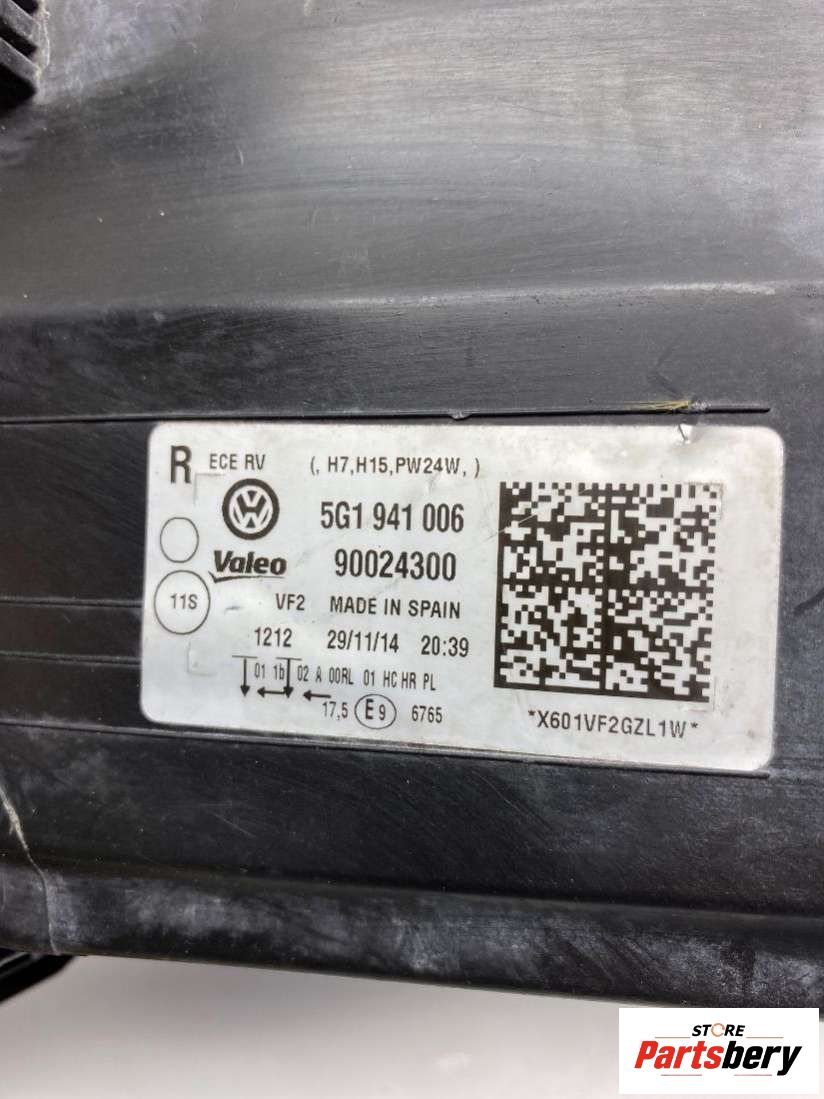 R ECE RV (, H7,H15,PW24W, )
5G1 941 006
Valeo 90024300
11S VF2 MADE IN SPAIN
1212 29/11/14 20:39
01 1b 02 A 00RL 01 HC HR PL
17,5 E9 6765
*X601VF2GZL1W*
STORE
Partsbery